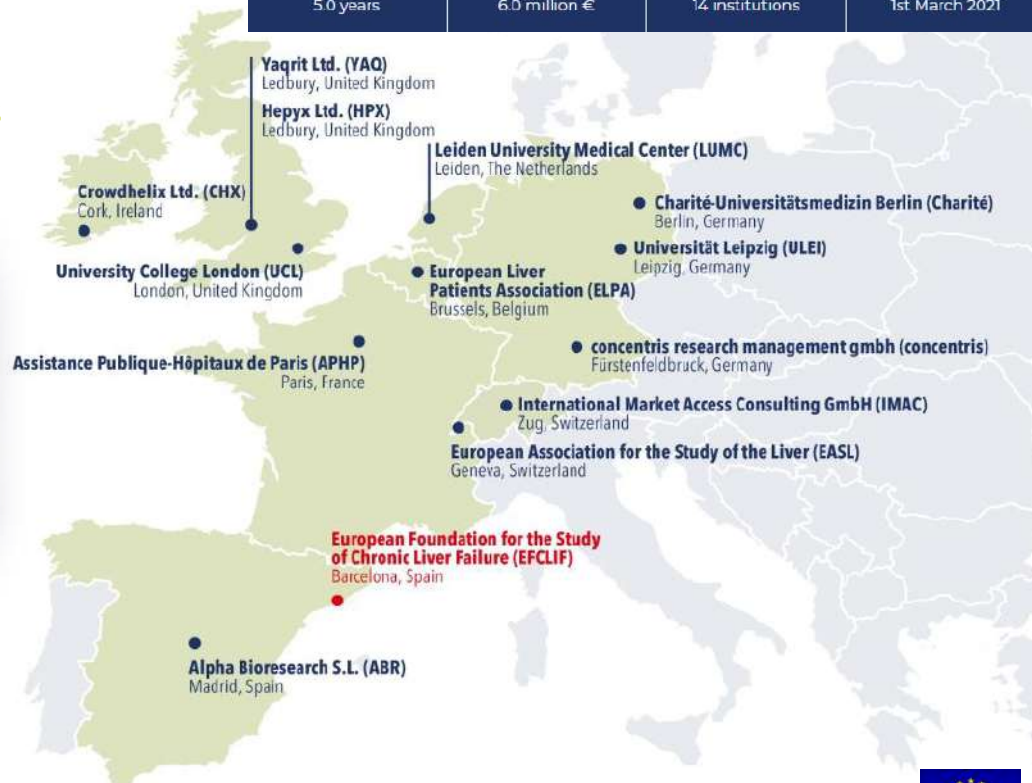 5.0 years
6.0 million €
14 institutions
1st March 2021
Yaqrit Ltd. (YAQ)
Ledbury, United Kingdom
Hepyx Ltd. (HPX)
Ledbury, United Kingdom
Leiden University Medical Center (LUMC)
Leiden, The Netherlands
Crowdhelix Ltd. (CHX)
Cork, Ireland
Charité-Universitätsmedizin Berlin (Charité)
Berlin, Germany
Universität Leipzig (ULEI)
Leipzig, Germany
University College London (UCL)
London, United Kingdom
European Liver
Patients Association (ELPA)
Brussels, Belgium
Assistance Publique-Hôpitaux de Paris (APHP)
Paris, France
concentris research management gmbh (concentris)
Fürstenfeldbruck, Germany
International Market Access Consulting GmbH (IMAC)
Zug, Switzerland
European Association for the Study of the Liver (EASL)
Geneva, Switzerland
European Foundation for the Study
of Chronic Liver Failure (EFCLIF)
Barcelona, Spain
Alpha Bioresearch S.L. (ABR)
Madrid, Spain